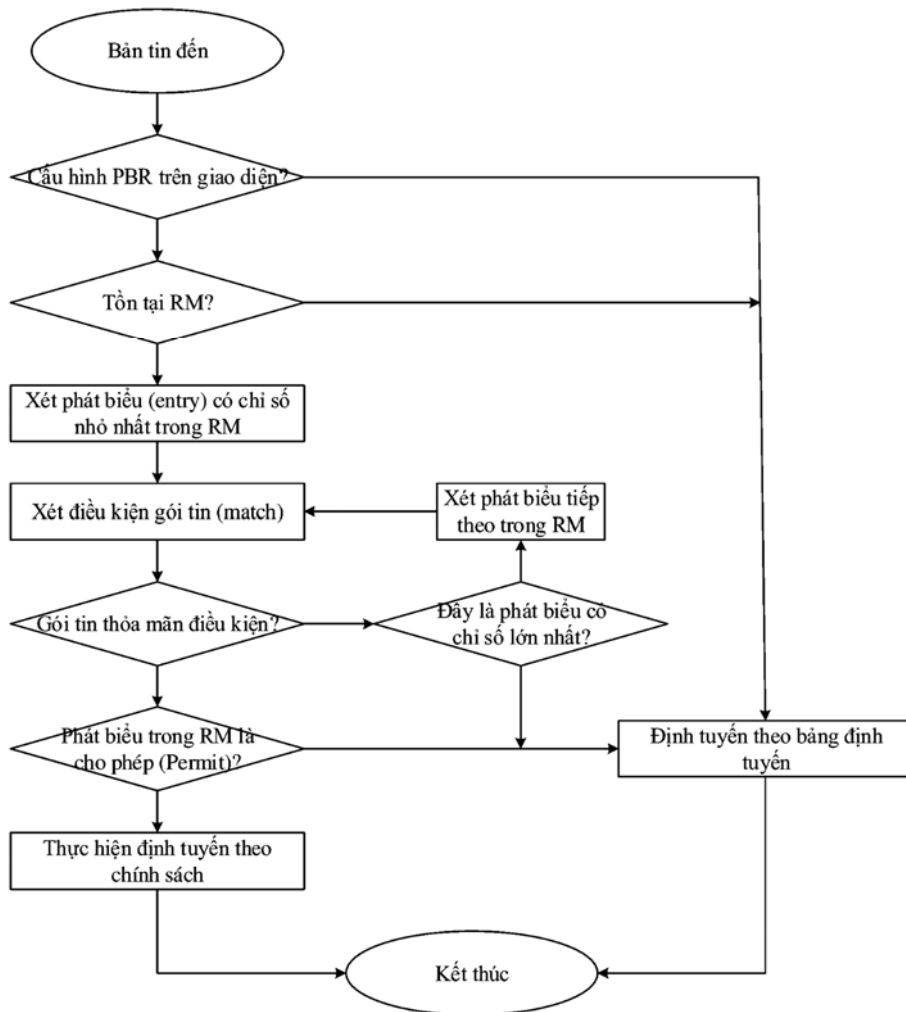 Bản tin đến
Cấu hình PBR trên giao diện?
Tồn tại RM?
Xét phát biểu (entry) có chỉ số
nhỏ nhất trong RM
Xét điều kiện gói tin (match)
Xét phát biểu tiếp
theo trong RM
Gói tin thỏa mãn điều kiện?
Đây là phát biểu có
chỉ số lớn nhất?
Phát biểu trong RM là
cho phép (Permit)?
Định tuyến theo bảng định
tuyến
Thực hiện định tuyến theo
chính sách
Kết thúc